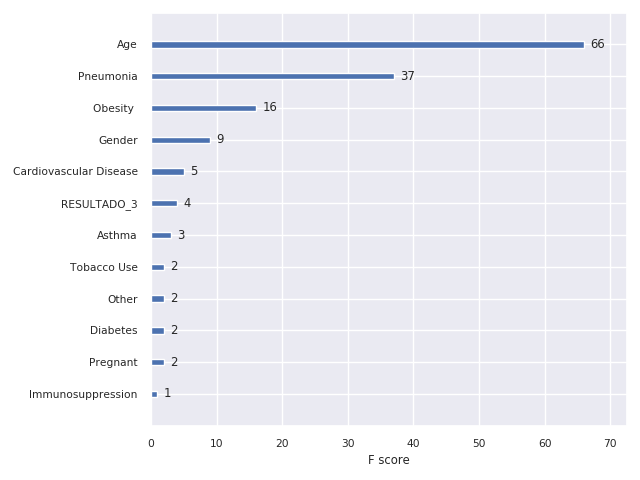 Age 66
Pneumonia 37
Obesity 16
Gender 9
Cardiovascular Disease 5
RESULTADO_3 4
Asthma 3
Tobacco Use 2
Other 2
Diabetes 2
Pregnant 2
Immunosuppression 1
0 10 20 30 40 50 60 70
F score